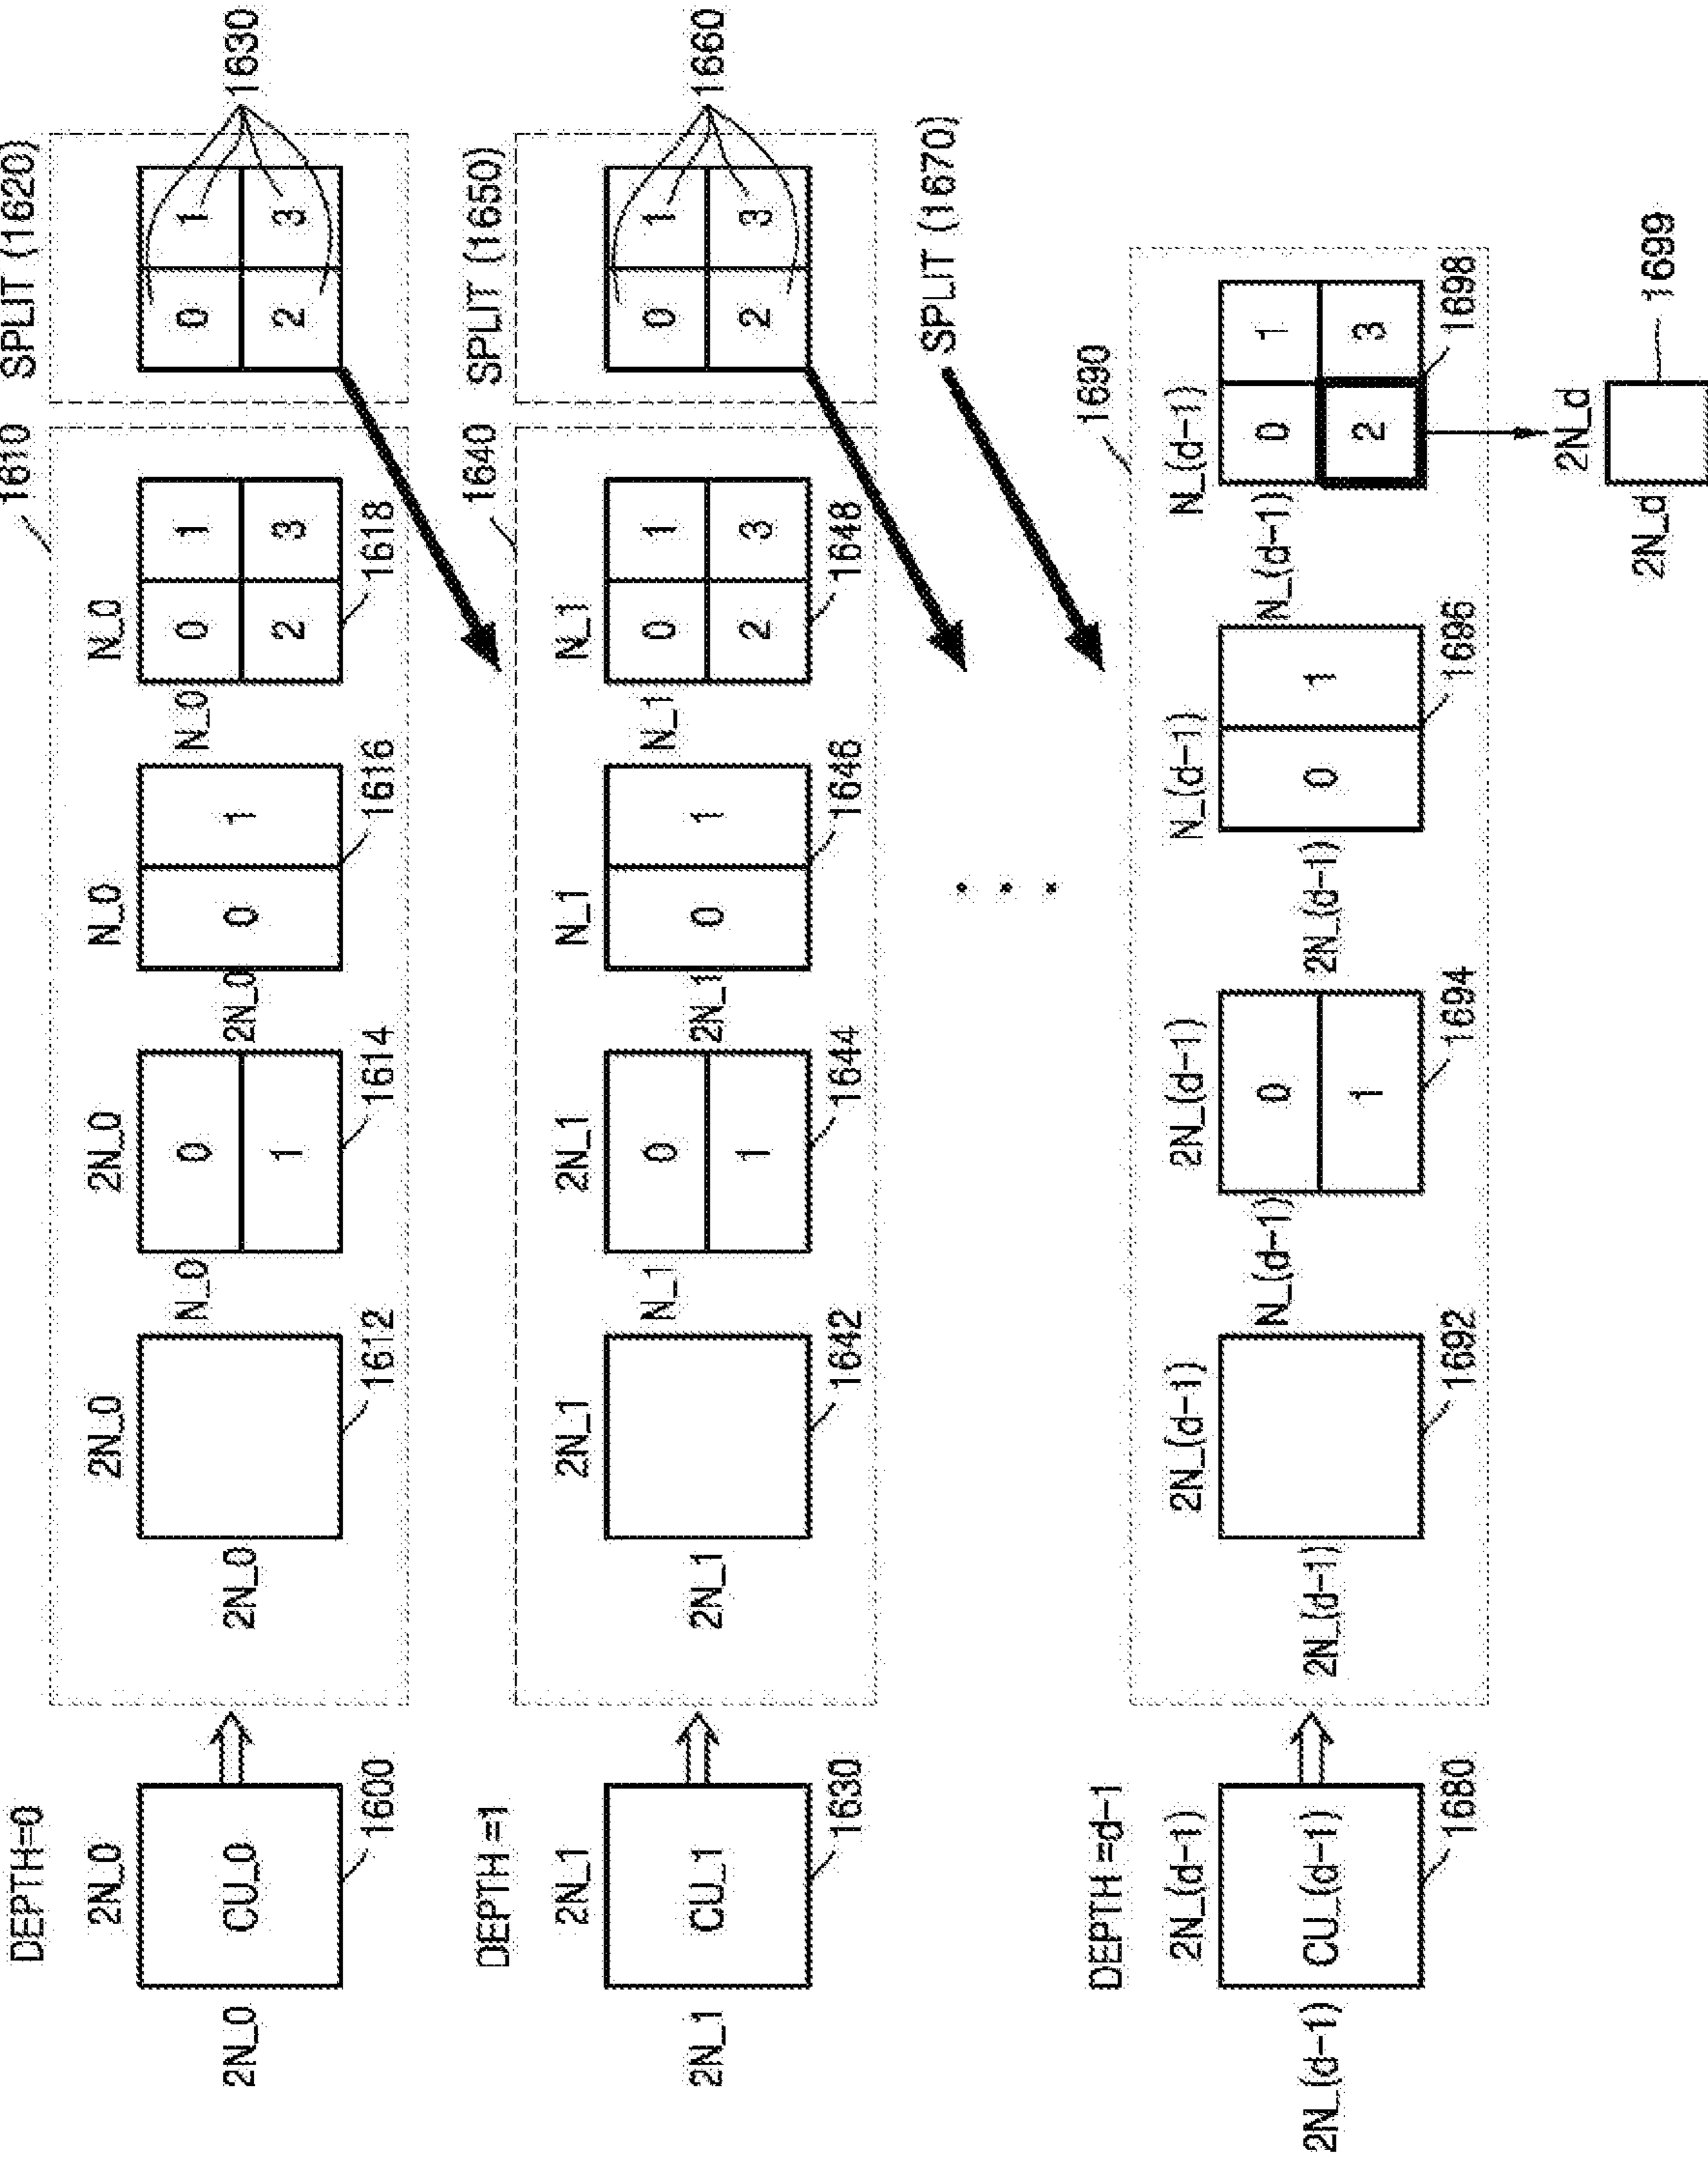 DEPTH=0
2N_0
2N_0
CU_0
1600
1610
2N_0
2N_0
1612
2N_0
N_0
0
1
1614
N_0
2N_0
0
1
1616
N_0
N_0
0
1
2
3
1618
SPLIT (1620)
0
1
2
3
1630
DEPTH =1
2N_1
2N_1
CU_1
1630
1640
2N_1
2N_1
1642
2N_1
N_1
0
1
1644
N_1
2N_1
0
1
1646
N_1
N_1
0
1
2
3
1648
SPLIT (1650)
0
1
2
3
1660
SPLIT (1670)
DEPTH =d-1
2N_(d-1)
2N_(d-1)
CU_(d-1)
1680
1690
2N_(d-1)
2N_(d-1)
1692
2N_(d-1)
N_(d-1)
0
1
1694
N_(d-1)
2N_(d-1)
0
1
1696
N_(d-1)
N_(d-1)
0
1
2
3
1698
2N_d
2N_d
1699